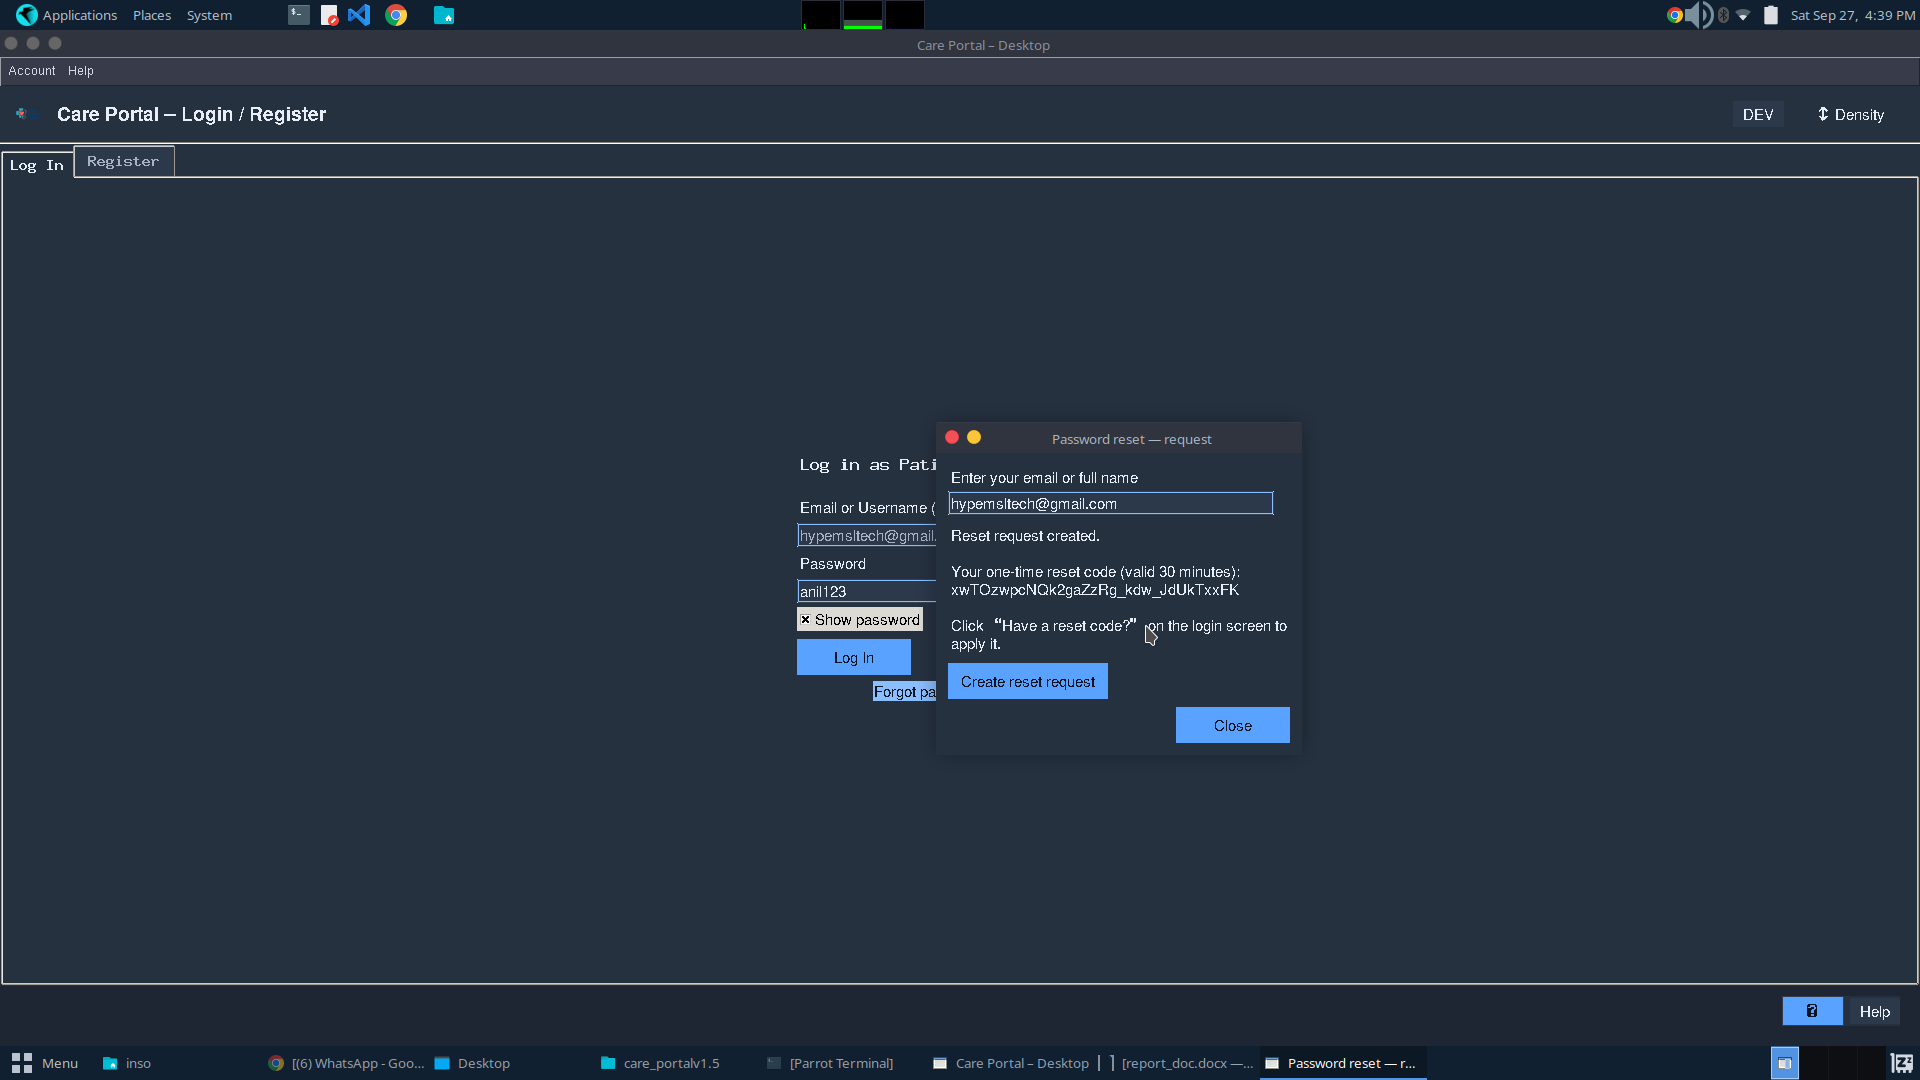 Applications Places System
Sat Sep 27, 4:39 PM
Care Portal – Desktop
Account Help
Care Portal – Login / Register
DEV
Density
Log In
Register
Password reset — request
Enter your email or full name
hypemsltech@gmail.com
Reset request created.
Your one-time reset code (valid 30 minutes):
xwTOzwpcNQk2gaZzRg_kdw_JdUkTxxFK
Click “Have a reset code?” on the login screen to
apply it.
Create reset request
Close
Log in as Pati
Email or Username (
hypemsltech@gmail.
Password
anil123
Show password
Log In
Forgot pa
?
Help
Menu
inso
[(6) WhatsApp - Goo...
Desktop
care_portalv1.5
[Parrot Terminal]
Care Portal – Desktop
[report_doc.docx —...
Password reset — r...